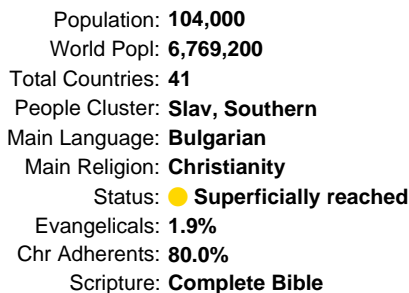 Population: 104,000
World Popl: 6,769,200
Total Countries: 41
People Cluster: Slav, Southern
Main Language: Bulgarian
Main Religion: Christianity
Status: Superficially reached
Evangelicals: 1.9%
Chr Adherents: 80.0%
Scripture: Complete Bible